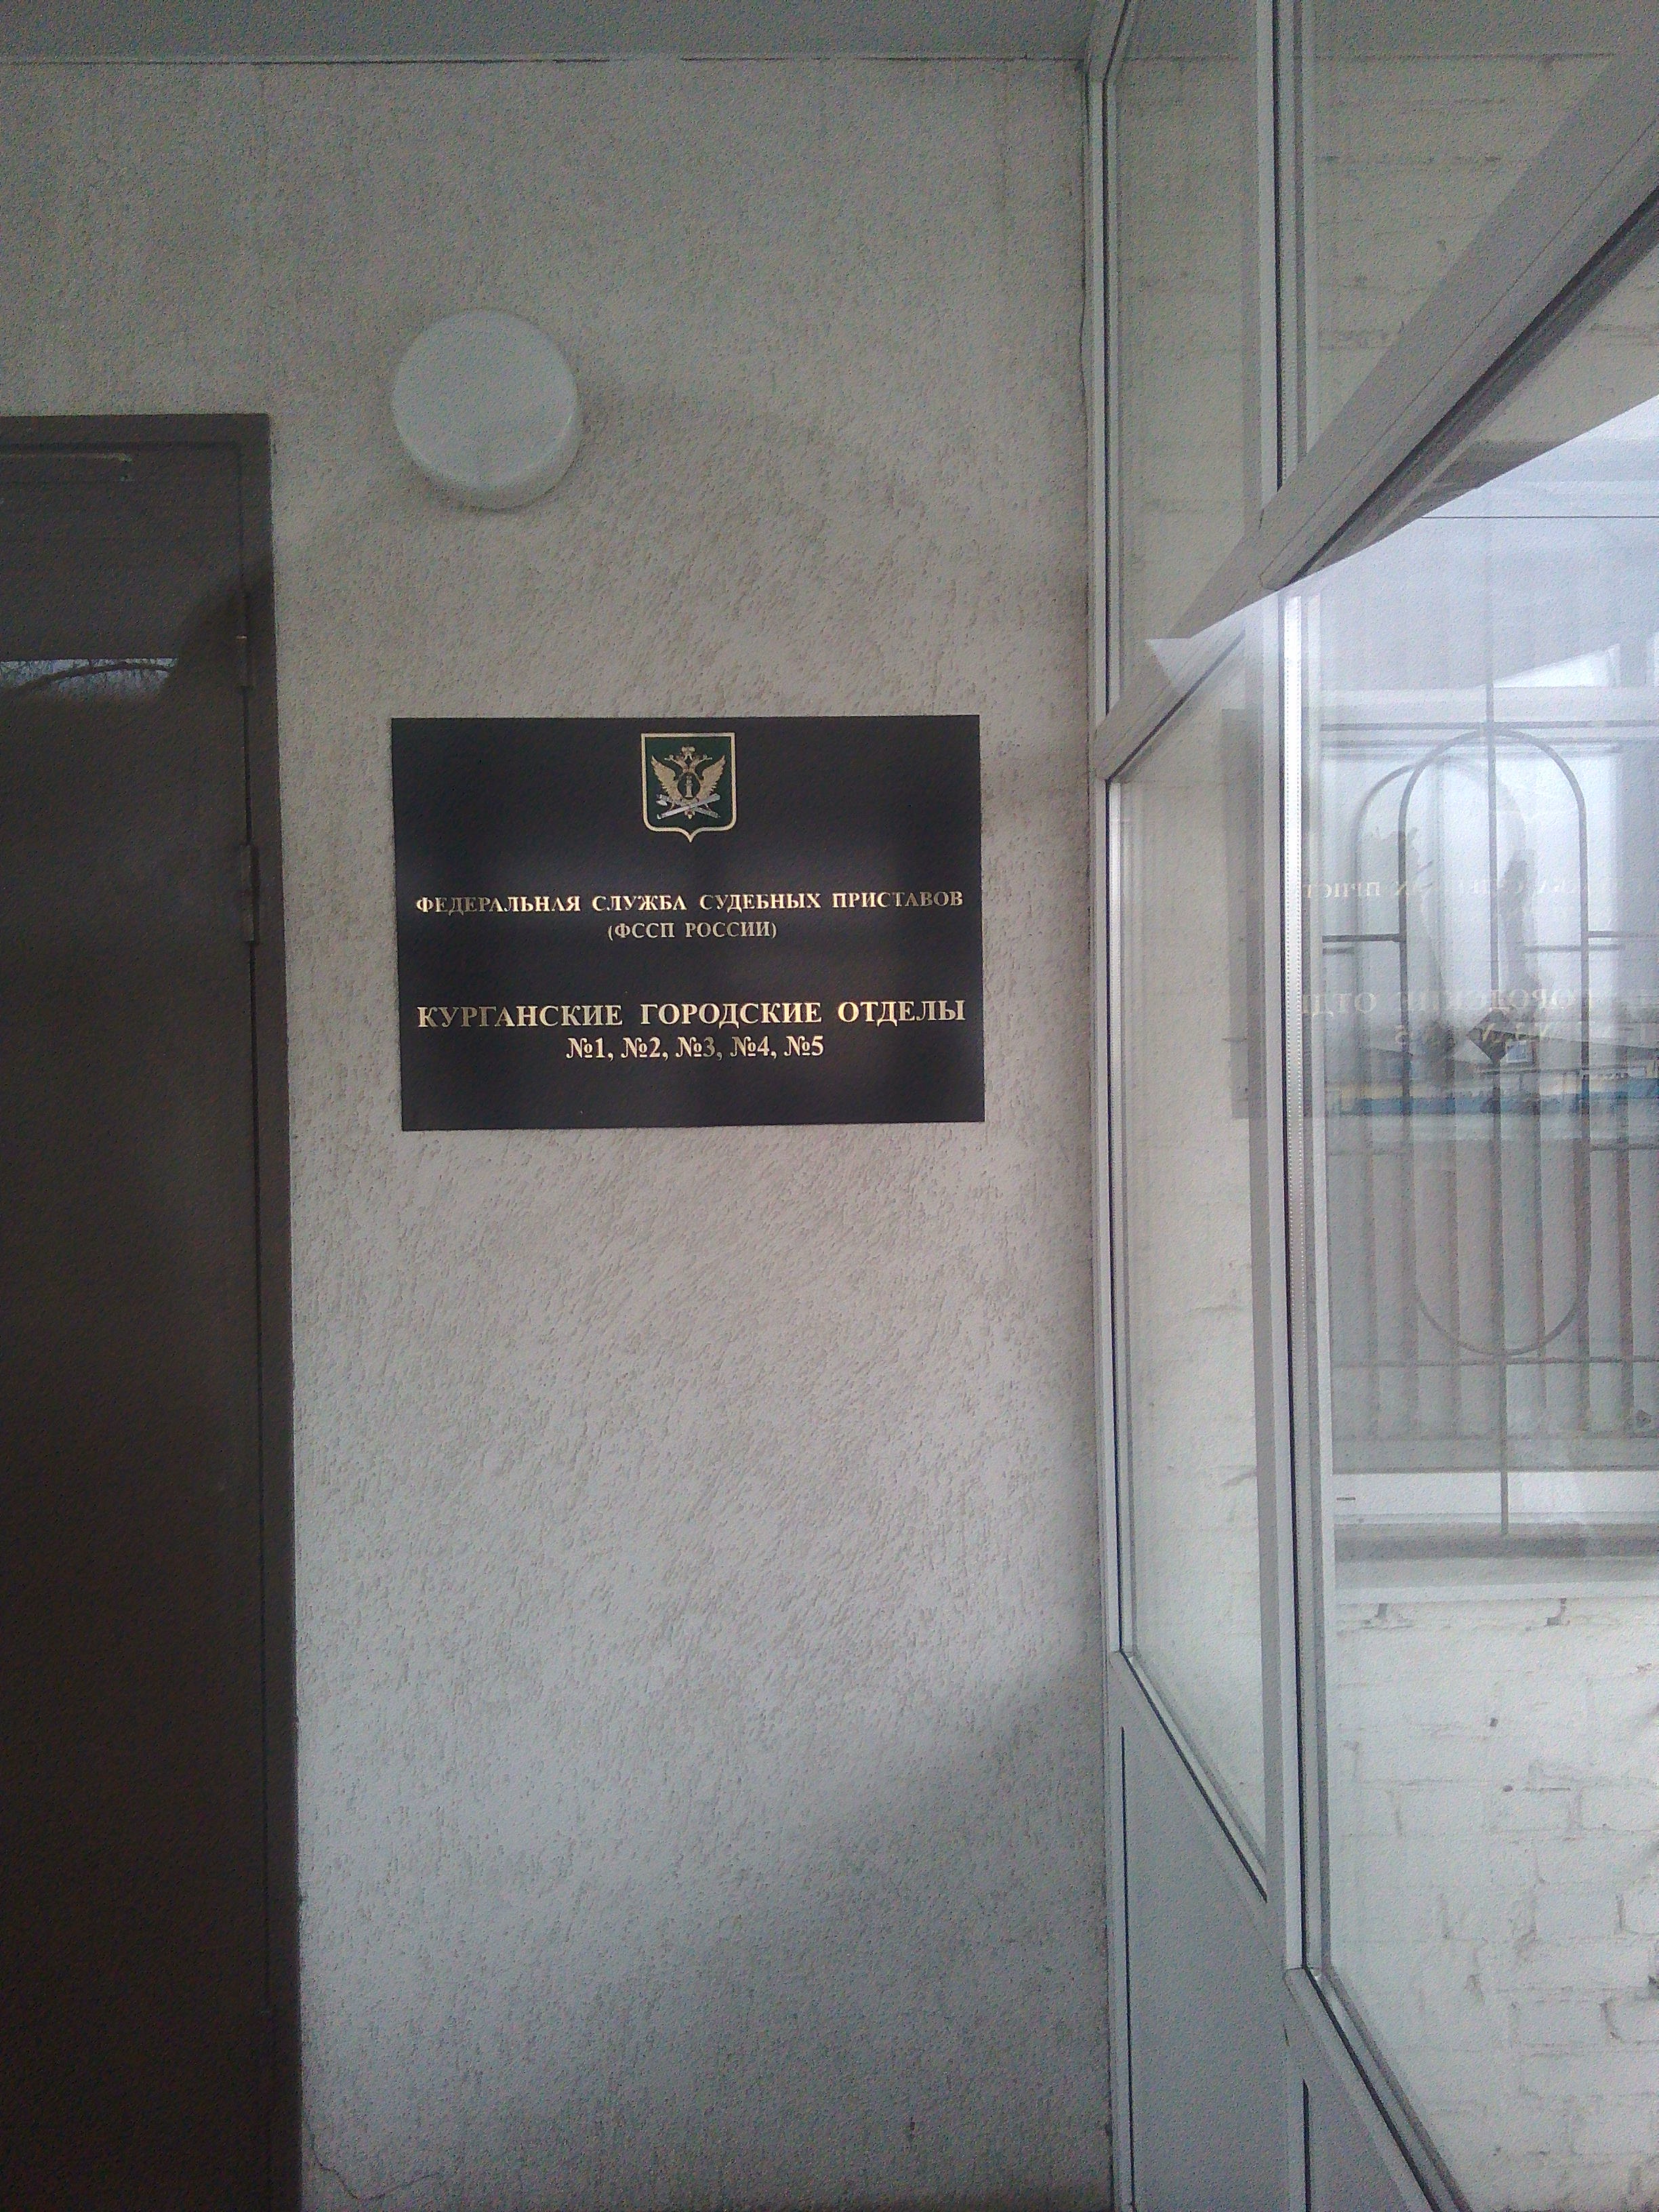 ФЕДЕРАЛЬНАЯ СЛУЖБА СУДЕБНЫХ ПРИСТАВОВ
(ФССП РОССИИ)
КУРГАНСКИЕ ГОРОДСКИЕ ОТДЕЛЫ
№1, №2, №3, №4, №5